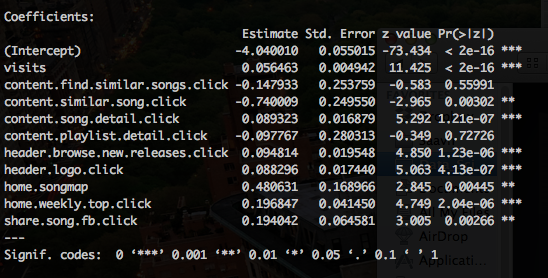 Coefficients:
Estimate Std. Error z value Pr(>|z|)
(Intercept) -4.040010 0.055015 -73.434 < 2e-16 ***
visits 0.056463 0.004942 11.425 < 2e-16 ***
content.find.similar.songs.click -0.147933 0.253759 -0.583 0.55991
content.similar.song.click -0.740009 0.249550 -2.965 0.00302 **
content.song.detail.click 0.089323 0.016879 5.292 1.21e-07 ***
content.playlist.detail.click -0.097767 0.280313 -0.349 0.72726
header.browse.new.releases.click 0.094814 0.019548 4.850 1.23e-06 ***
header.logo.click 0.088296 0.017440 5.063 4.13e-07 ***
home.songmap 0.480631 0.168966 2.845 0.00445 **
home.weekly.top.click 0.196847 0.041450 4.749 2.04e-06 ***
share.song.fb.click 0.194042 0.064581 3.005 0.00266 **
---
Signif. codes: 0 ‘***’ 0.001 ‘**’ 0.01 ‘*’ 0.05 ‘.’ 0.1 ‘ ’ 1
AirDrop